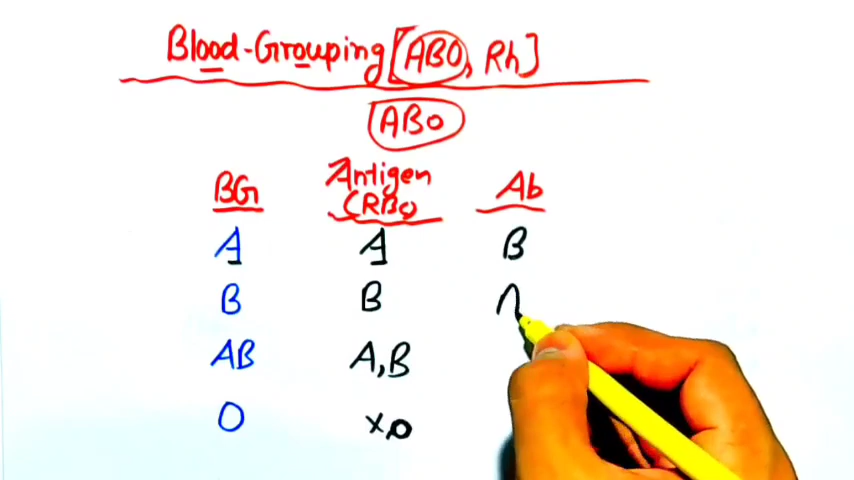 Blood-Grouping [ABO, Rh]
ABO
BG Antigen (RBC) Ab
A A B
B B
AB A,B
O x